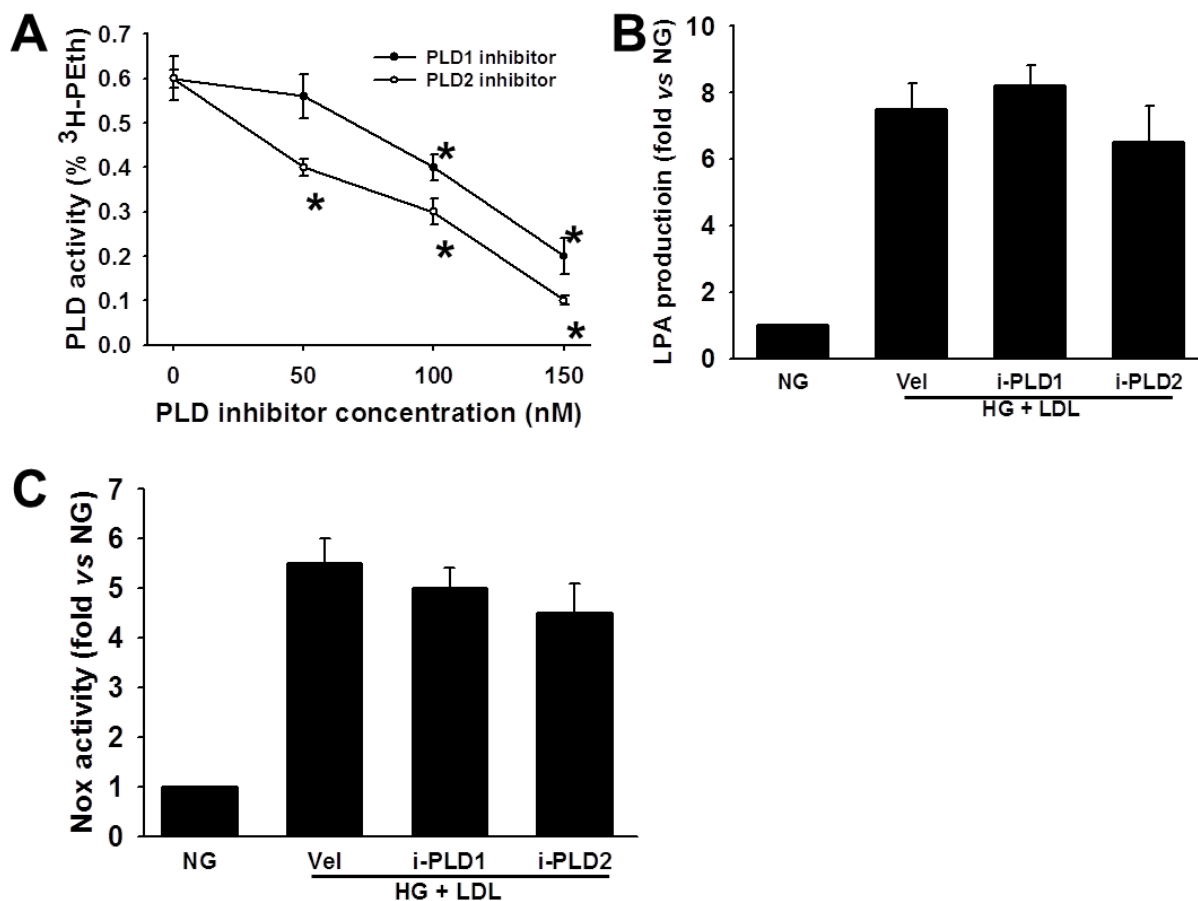 A
PLD activity (% ³H-PEth)
0.7
0.6
0.5
0.4
0.3
0.2
0.1
0.0
PLD1 inhibitor
PLD2 inhibitor
*
*
*
*
*
0 50 100 150
PLD inhibitor concentration (nM)
B
LPA productioin (fold vs NG)
10
8
6
4
2
0
NG Vel i-PLD1 i-PLD2
HG + LDL
C
Nox activity (fold vs NG)
7
6
5
4
3
2
1
0
NG Vel i-PLD1 i-PLD2
HG + LDL